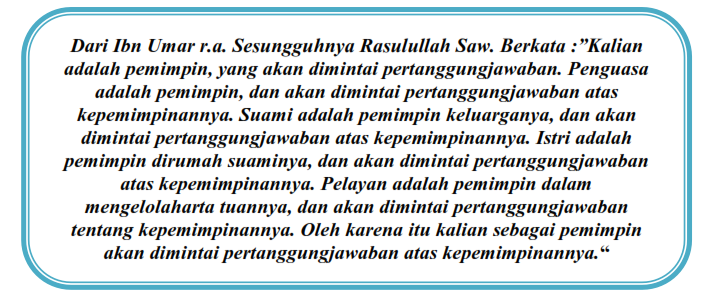 Dari Ibn Umar r.a. Sesungguhnya Rasulullah Saw. Berkata :”Kalian
adalah pemimpin, yang akan dimintai pertanggungjawaban. Penguasa
adalah pemimpin, dan akan dimintai pertanggungjawaban atas
kepemimpinannya. Suami adalah pemimpin keluarganya, dan akan
dimintai pertanggungjawaban atas kepemimpinannya. Istri adalah
pemimpin dirumah suaminya, dan akan dimintai pertanggungjawaban
atas kepemimpinannya. Pelayan adalah pemimpin dalam
mengelolaharta tuannya, dan akan dimintai pertanggungjawaban
tentang kepemimpinannya. Oleh karena itu kalian sebagai pemimpin
akan dimintai pertanggungjawaban atas kepemimpinannya.“